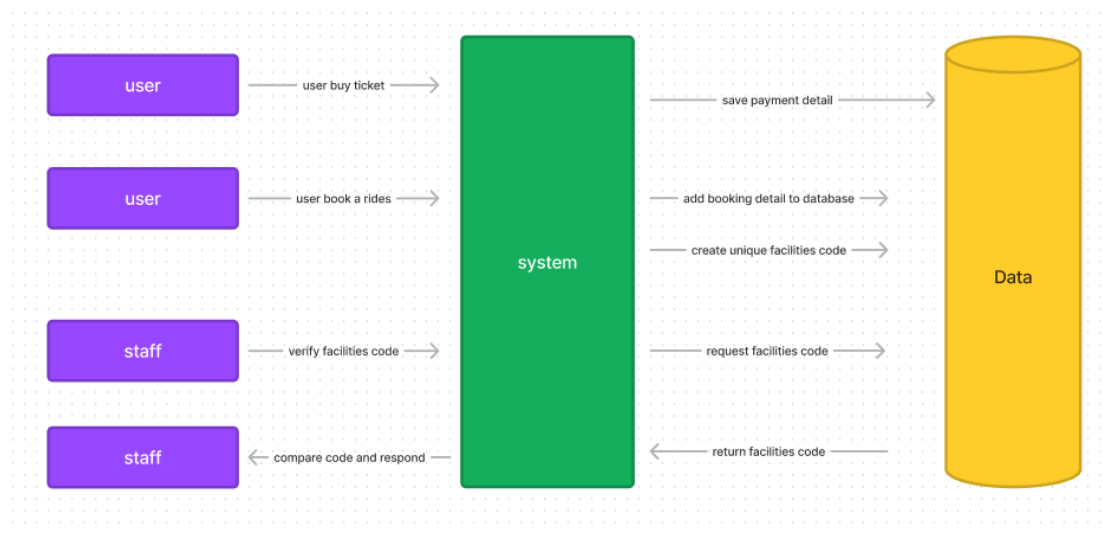 user
user buy ticket
save payment detail
user
user book a rides
add booking detail to database
create unique facilities code
system
Data
staff
verify facilities code
request facilities code
staff
compare code and respond
return facilities code